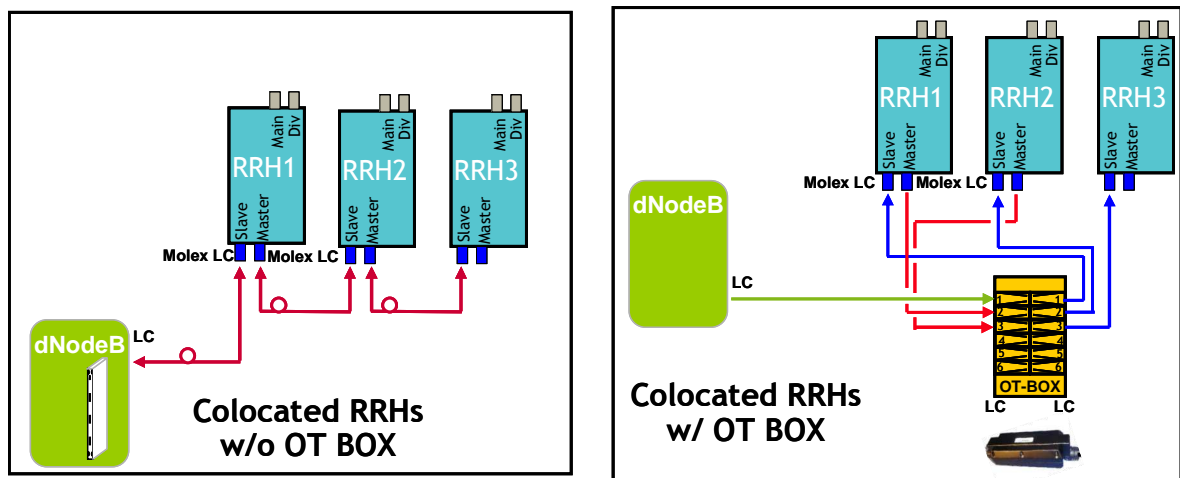 Main
Div
RRH1
Slave
Master
Main
Div
RRH2
Slave
Master
Main
Div
RRH3
Slave
Master
Molex LC
Molex LC
LC
dNodeB
Colocated RRHs
w/o OT BOX
Main
Div
RRH1
Slave
Master
Main
Div
RRH2
Slave
Master
Main
Div
RRH3
Slave
Master
Molex LC
Molex LC
dNodeB
LC
1 1
2 2
3 3
4 4
5 5
6 6
OT-BOX
LC LC
Colocated RRHs
w/ OT BOX